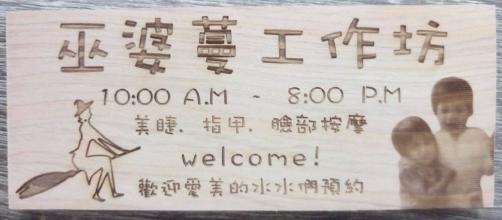 巫婆蔓工作坊
10:00 A.M ~ 8:00 P.M
美睫. 指甲. 臉部按摩
welcome!
歡迎愛美的水水們預約